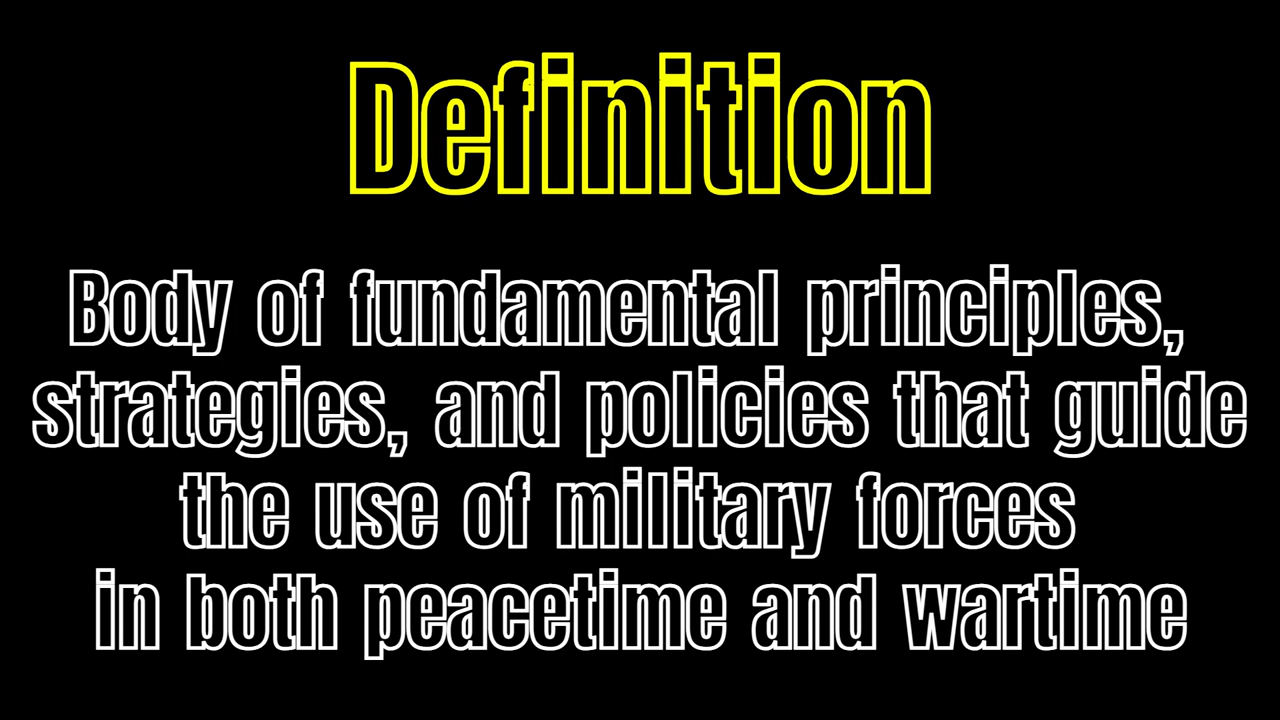 Definition
Body of fundamental principles,
strategies, and policies that guide
the use of military forces
in both peacetime and wartime